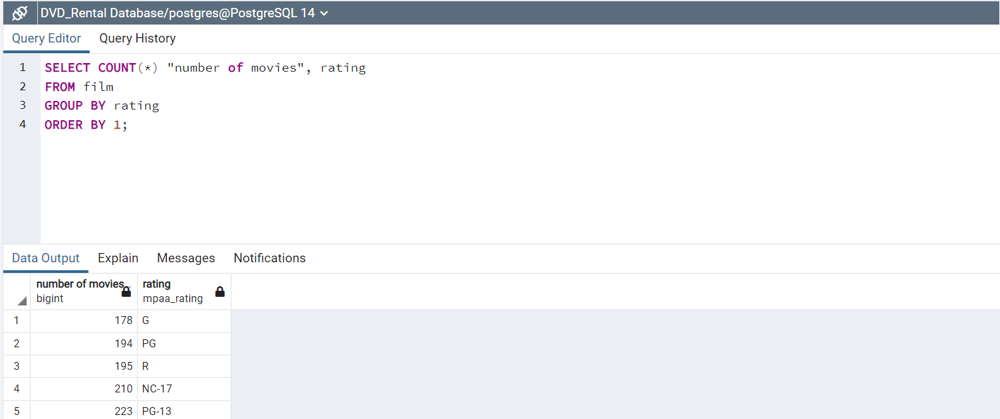 DVD_Rental Database/postgres@PostgreSQL 14
Query Editor Query History
1 SELECT COUNT(*) "number of movies", rating
2 FROM film
3 GROUP BY rating
4 ORDER BY 1;
Data Output Explain Messages Notifications
number of movies.. rating
bigint mpaa_rating
1 178 G
2 194 PG
3 195 R
4 210 NC-17
5 223 PG-13